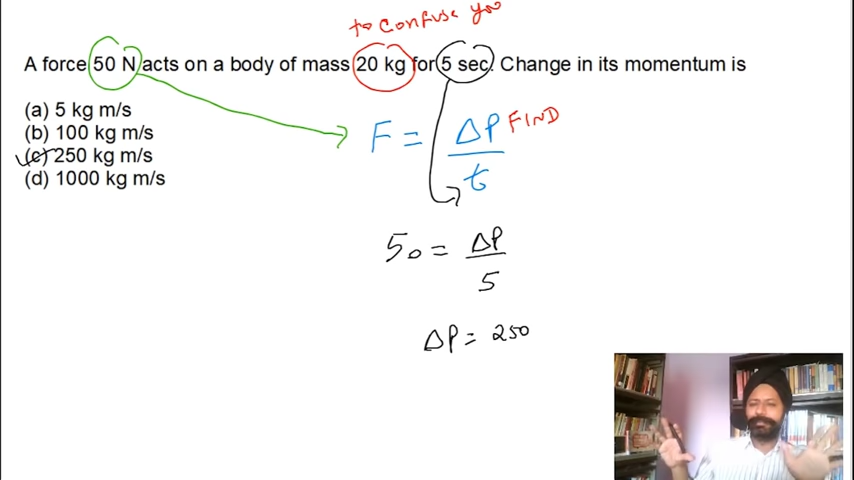 to confuse you
A force 50 N acts on a body of mass 20 kg for 5 sec. Change in its momentum is
(a) 5 kg m/s
(b) 100 kg m/s
(c) 250 kg m/s
(d) 1000 kg m/s
F = ΔP FIND
t
50 = ΔP
5
ΔP = 250